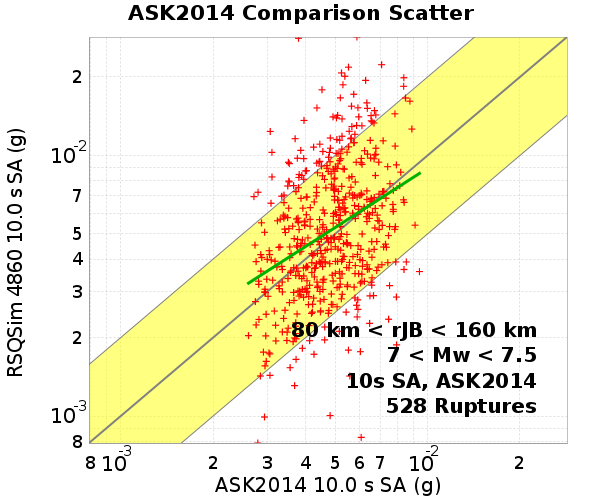 ASK2014 Comparison Scatter
RSQSim 4860 10.0 s SA (g)
2
10-2
7
5
4
3
2
10-3
8
80 km < rJB < 160 km
7 < Mw < 7.5
10s SA, ASK2014
528 Ruptures
8 10-3 2 3 4 5 6 7 10-2 2
ASK2014 10.0 s SA (g)